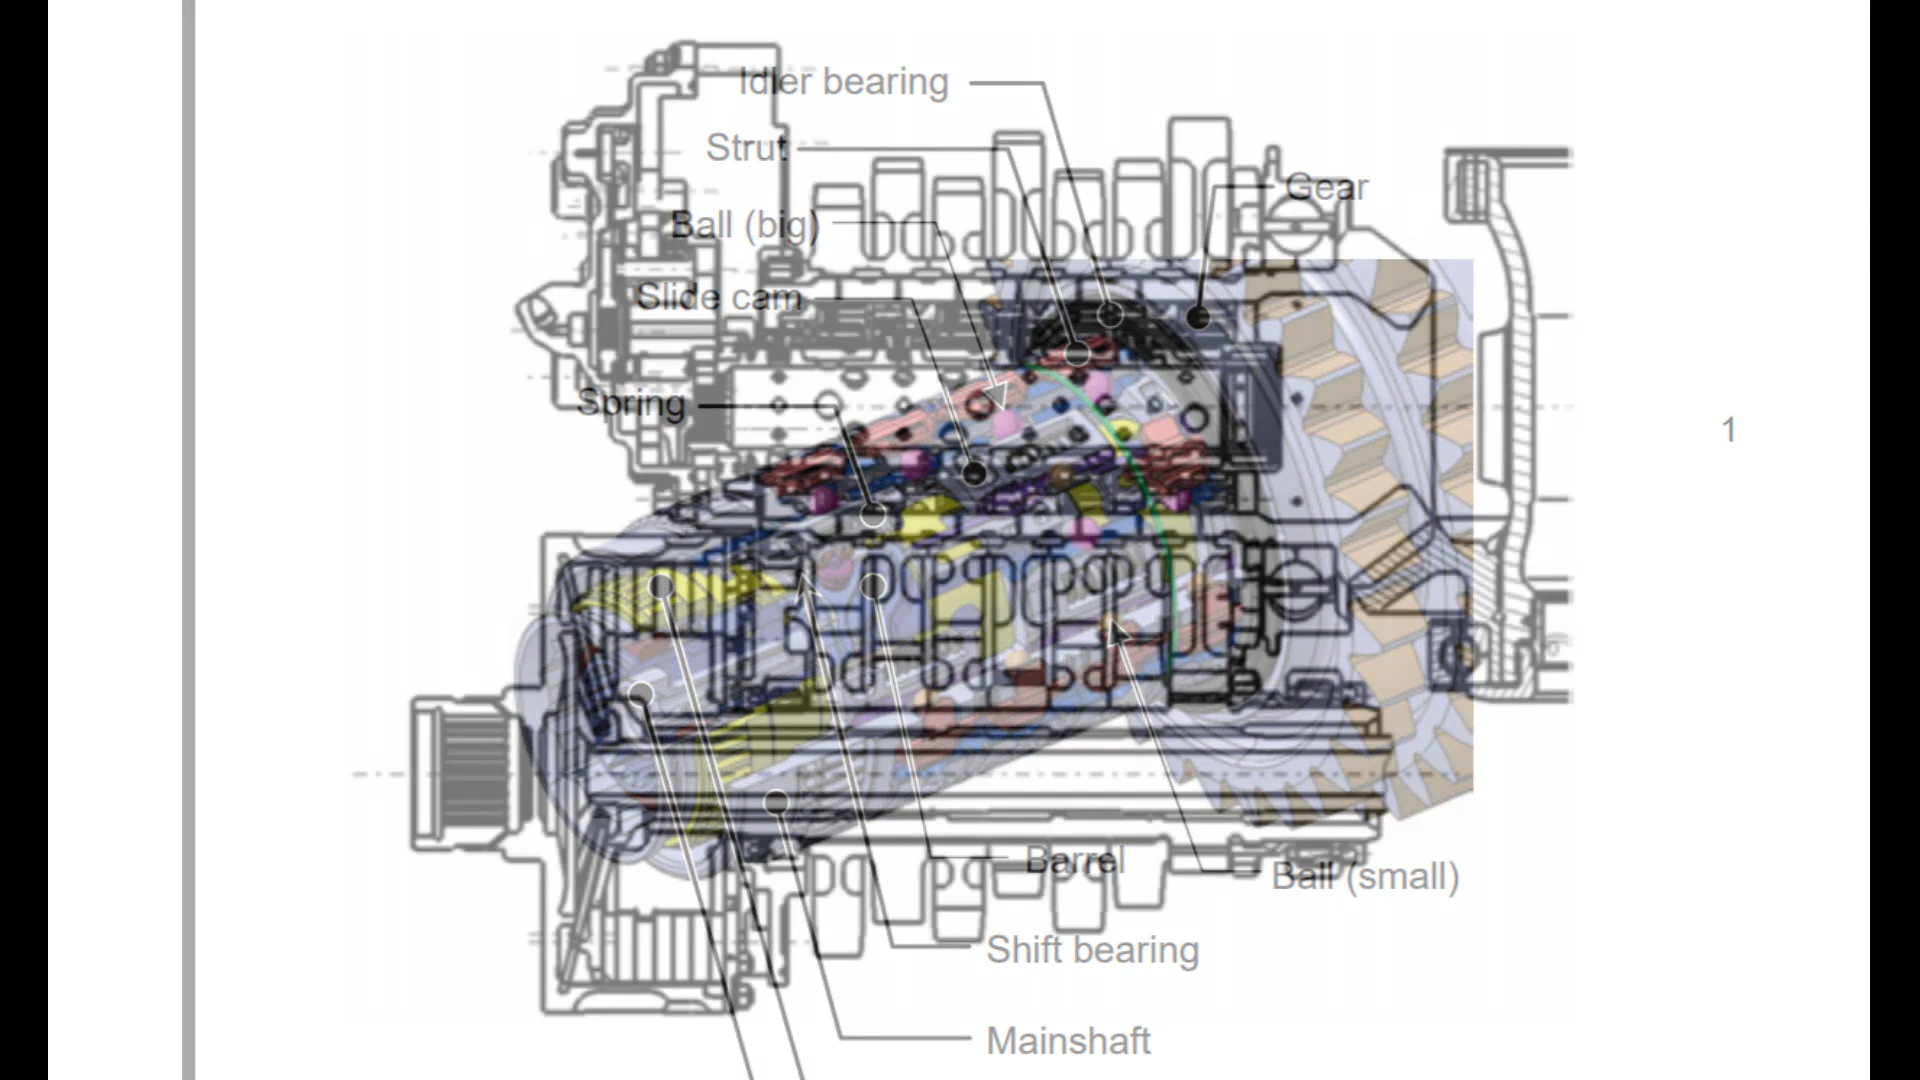 Idler bearing
Strut
Gear
Ball (big)
Slide cam
Spring
1
Barrel
Ball (small)
Shift bearing
Mainshaft